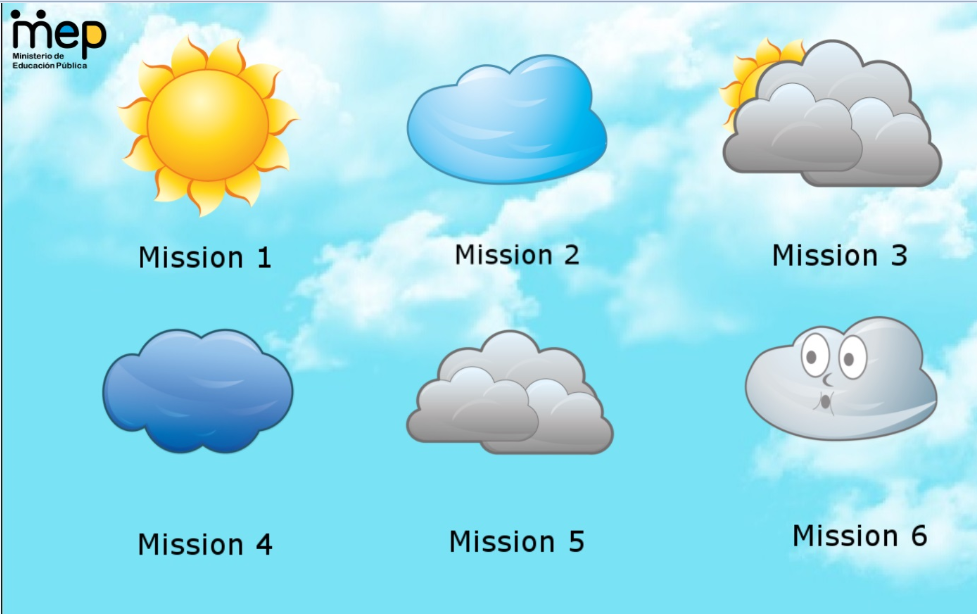 mep
Ministerio de
Educación Pública
Mission 1
Mission 2
Mission 3
Mission 4
Mission 5
Mission 6